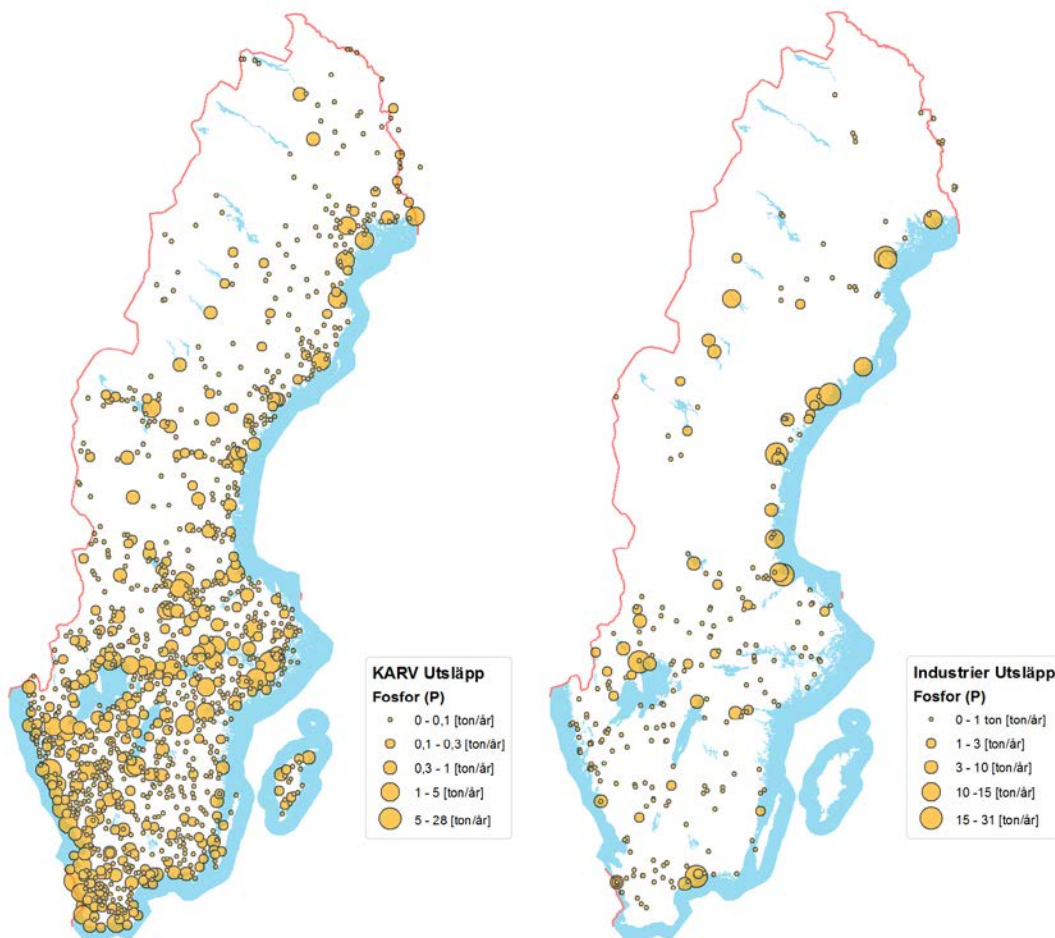 KARV Utsläpp
Fosfor (P)
0 - 0,1 [ton/år]
0,1 - 0,3 [ton/år]
0,3 - 1 [ton/år]
1 - 5 [ton/år]
5 - 28 [ton/år]
Industrier Utsläpp
Fosfor (P)
0 - 1 ton [ton/år]
1 - 3 [ton/år]
3 - 10 [ton/år]
10 -15 [ton/år]
15 - 31 [ton/år]